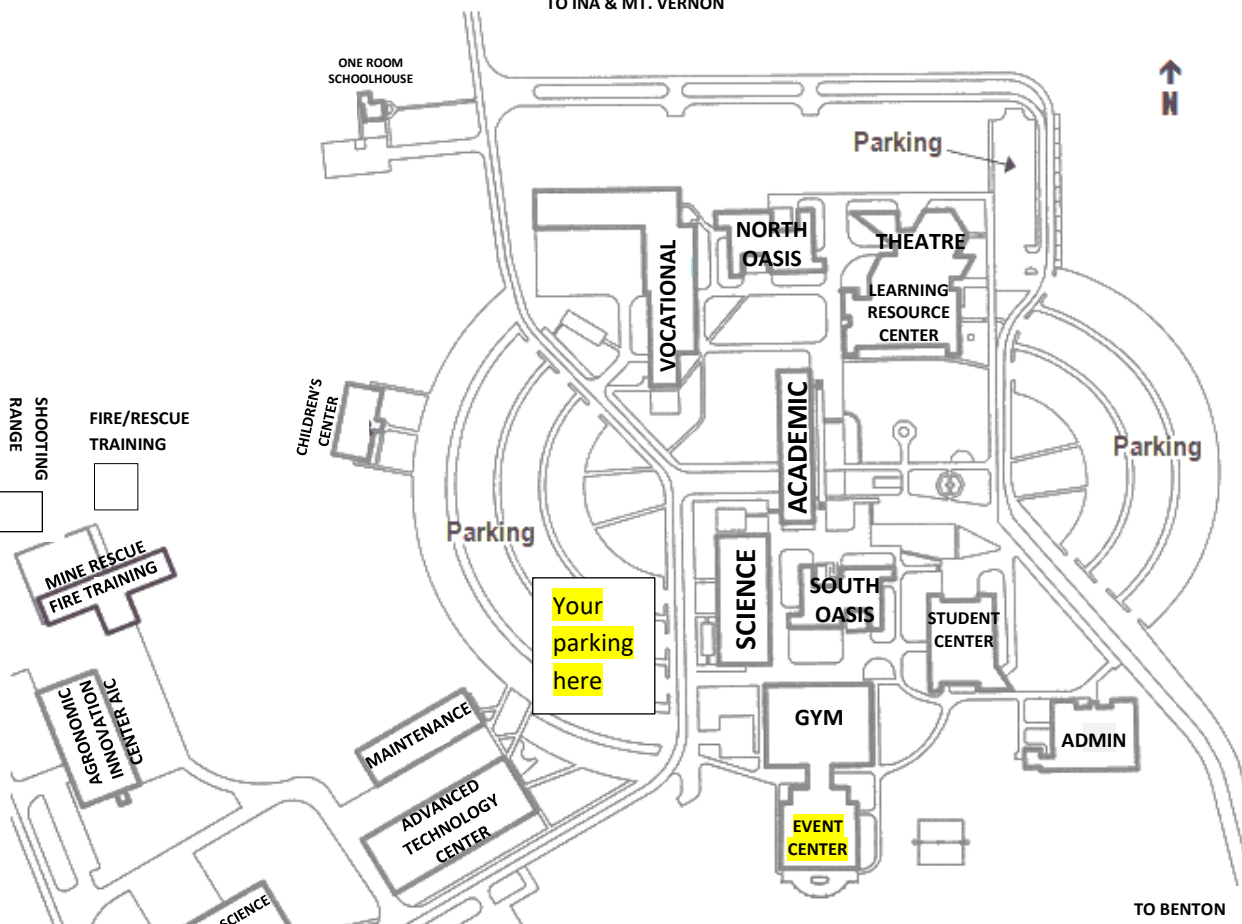 TO INA & MT. VERNON
ONE ROOM
SCHOOLHOUSE
N
Parking
NORTH
OASIS
THEATRE
VOCATIONAL
LEARNING
RESOURCE
CENTER
CHILDREN'S
CENTER
SHOOTING
RANGE
FIRE/RESCUE
TRAINING
ACADEMIC
Parking
Parking
MINE RESCUE
FIRE TRAINING
SCIENCE
SOUTH
OASIS
STUDENT
CENTER
Your
parking
here
AGRONOMIC
INNOVATION
CENTER AIC
MAINTENANCE
GYM
ADMIN
ADVANCED
TECHNOLOGY
CENTER
EVENT
CENTER
SCIENCE
TO BENTON